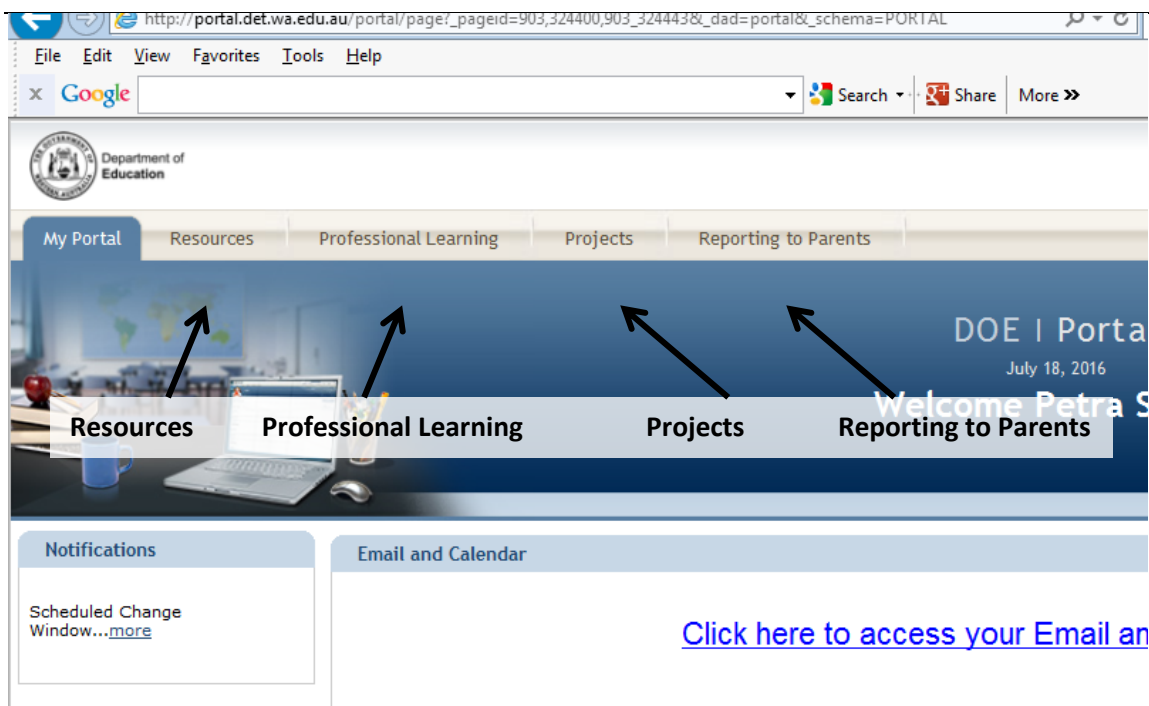 http://portal.det.wa.edu.au/portal/page?_pageid=903,324400,903_324443&_dad=portal&_schema=PORTAL
File Edit View Favorites Tools Help
x Google Search Share More »
Department of
Education
My Portal Resources Professional Learning Projects Reporting to Parents
DOE | Porta
July 18, 2016
Welcome Petra S
Resources Professional Learning Projects Reporting to Parents
Notifications
Email and Calendar
Scheduled Change
Window...more
Click here to access your Email an